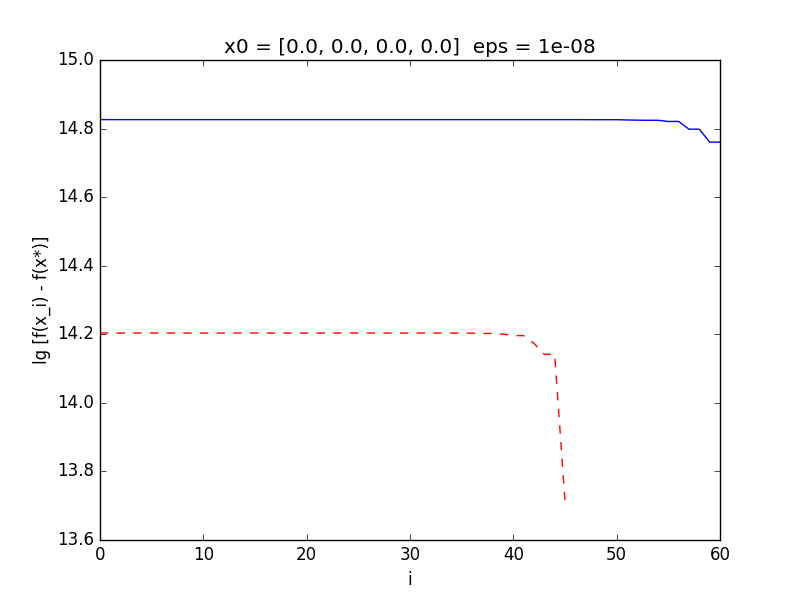 x0 = [0.0, 0.0, 0.0, 0.0]  eps = 1e-08
15.0
14.8
14.6
14.4
14.2
14.0
13.8
13.6
lg [f(x_i) - f(x*)]
0 10 20 30 40 50 60
i